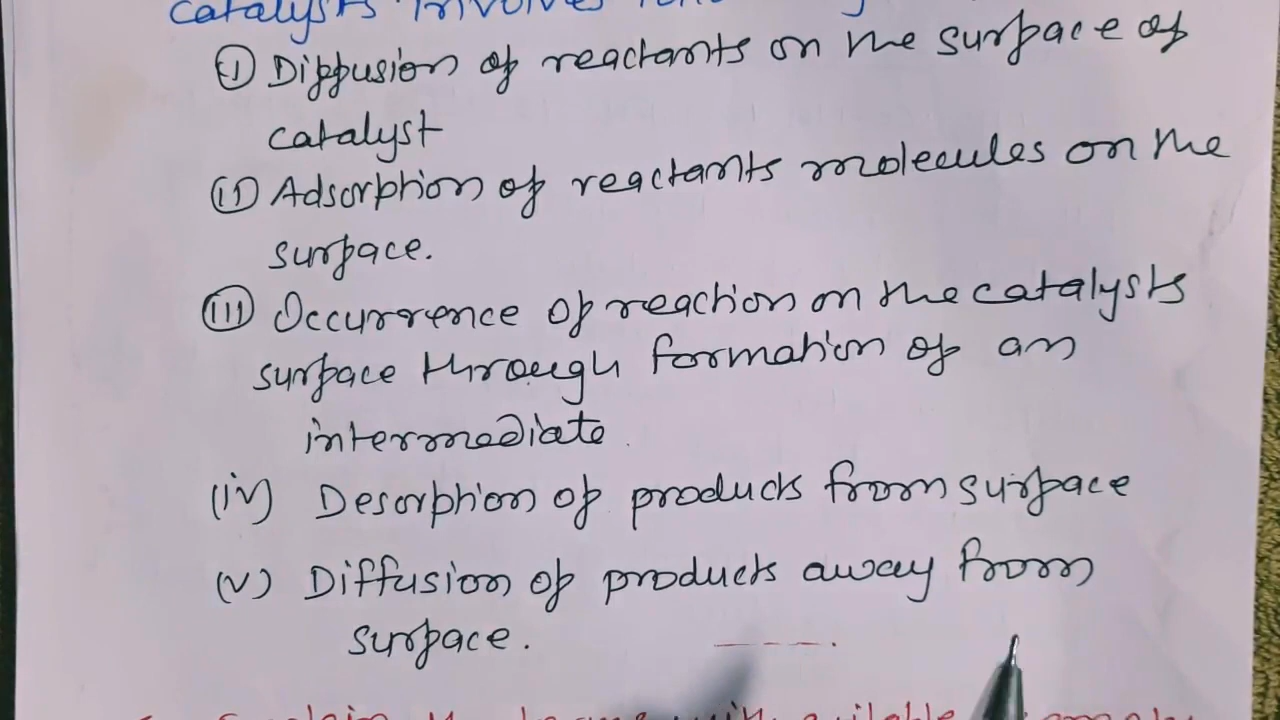 catalysts involves
(i) Diffusion of reactants on the surface of
catalyst
(ii) Adsorption of reactants molecules on the
surface.
(iii) Occurrence of reaction on the catalysts
surface through formation of an
intermediate.
(iv) Desorption of products from surface
(v) Diffusion of products away from
surface.